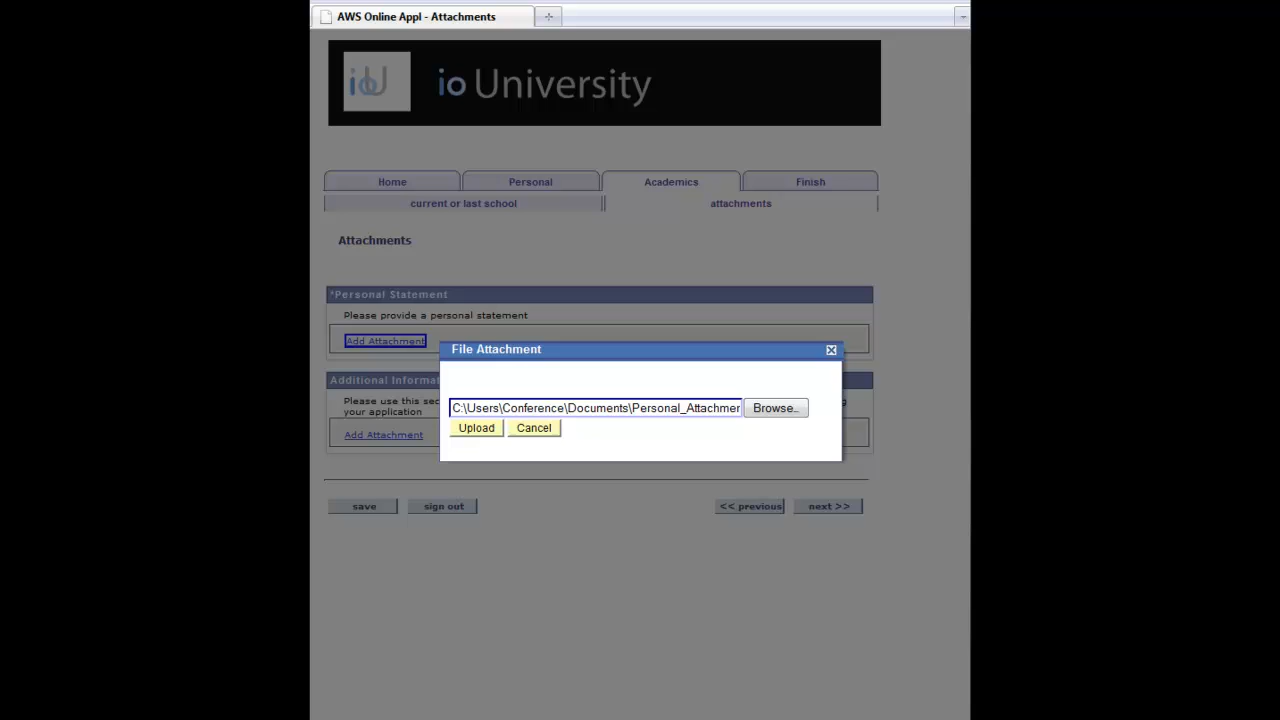 AWS Online Appl - Attachments
ioU
io University
Home Personal Academics Finish
current or last school attachments
Attachments
*Personal Statement
Please provide a personal statement
Add Attachment
File Attachment
Additional Informa
Please use this sec
your application
C:\Users\Conference\Documents\Personal_Attachmer Browse..
Upload Cancel
Add Attachment
save sign out << previous next >>